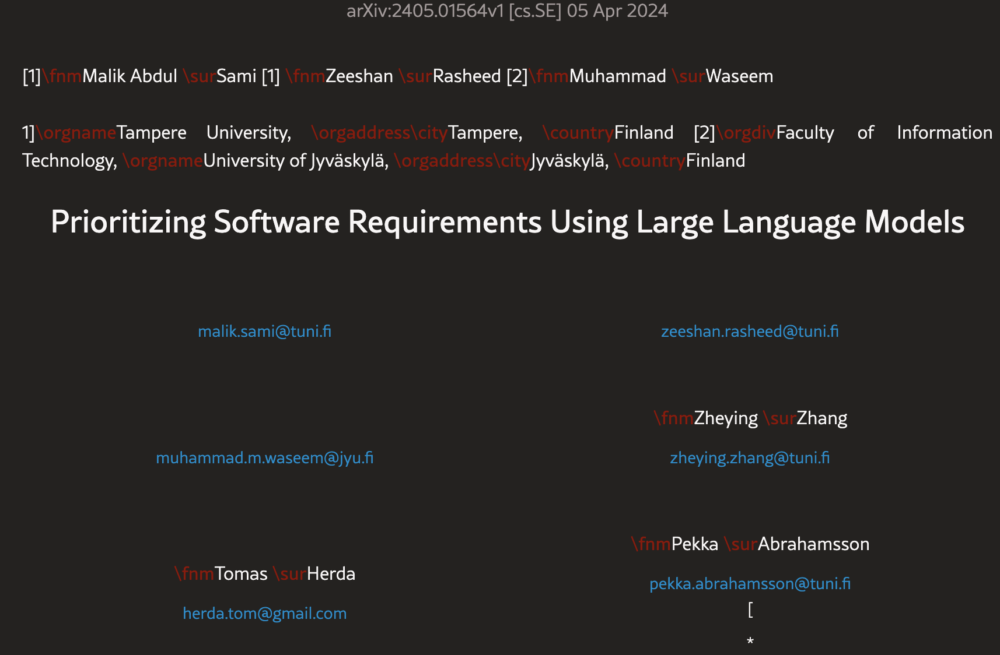 arXiv:2405.01564v1 [cs.SE] 05 Apr 2024
[1]\fnmMalik Abdul \surSami [1] \fnmZeeshan \surRasheed [2]\fnmMuhammad \surWaseem
1]\orgnameTampere University, \orgaddress\cityTampere, \countryFinland [2]\orgdivFaculty of Information
Technology, \orgnameUniversity of Jyväskylä, \orgaddress\cityJyväskylä, \countryFinland
Prioritizing Software Requirements Using Large Language Models
malik.sami@tuni.fi
zeeshan.rasheed@tuni.fi
muhammad.m.waseem@jyu.fi
\fnmZheying \surZhang
zheying.zhang@tuni.fi
\fnmTomas \surHerda
herda.tom@gmail.com
\fnmPekka \surAbrahamsson
pekka.abrahamsson@tuni.fi
[
*